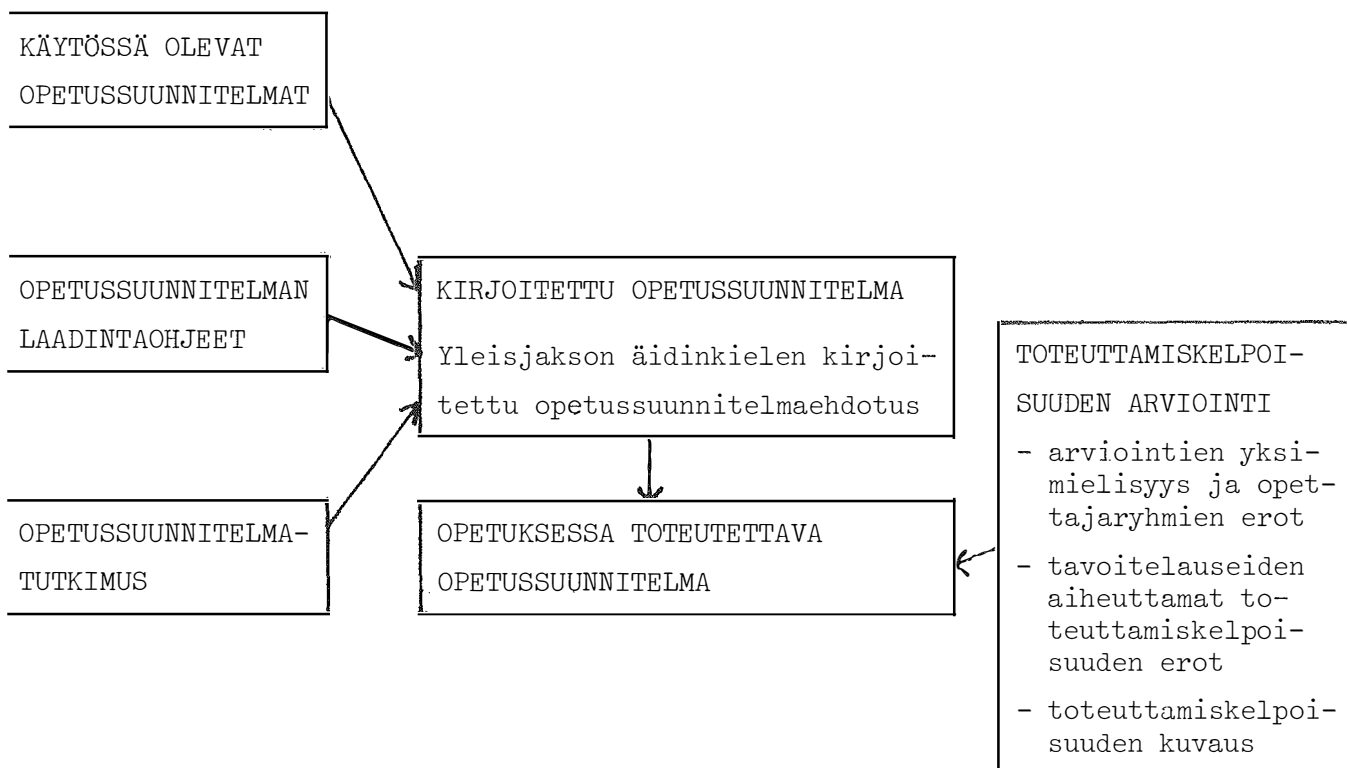 KÄYTÖSSÄ OLEVAT
OPETUSSUUNNITELMAT
OPETUSSUUNNITELMAN
LAADINTAOHJEET
OPETUSSUUNNITELMA-
TUTKIMUS
KIRJOITETTU OPETUSSUUNNITELMA
Yleisjakson äidinkielen kirjoi-
tettu opetussuunnitelmaehdotus
OPETUKSESSA TOTEUTETTAVA
OPETUSSUUNNITELMA
TOTEUTTAMISKELPOI-
SUUDEN ARVIOINTI
- arviointien yksi-
mielisyys ja opet-
tajaryhmien erot
- tavoitelauseiden
aiheuttamat to-
teuttamiskelpoi-
suuden erot
- toteuttamiskelpoi-
suuden kuvaus